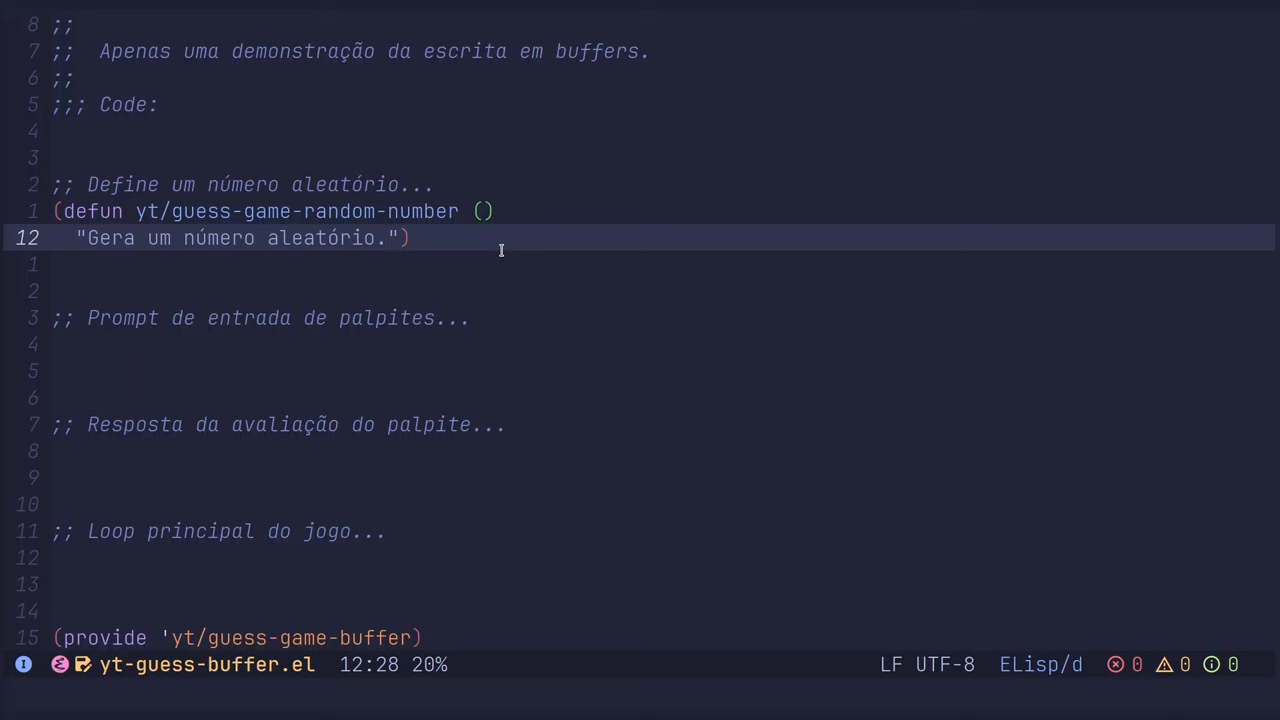 8 ;;
7 ;;  Apenas uma demonstração da escrita em buffers.
6 ;;
5 ;;; Code:
4
3
2 ;; Define um número aleatório...
1 (defun yt/guess-game-random-number ()
12   "Gera um número aleatório.")
1
2
3 ;; Prompt de entrada de palpites...
4
5
6
7 ;; Resposta da avaliação do palpite...
8
9
10
11 ;; Loop principal do jogo...
12
13
14
15 (provide 'yt/guess-game-buffer)
I yt-guess-buffer.el 12:28 20% LF UTF-8 ELisp/d 0 0 0